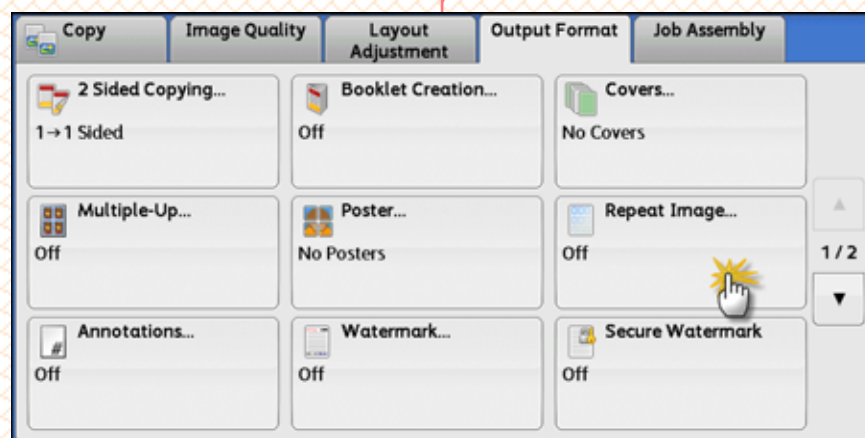 Copy
Image Quality
Layout
Adjustment
Output Format
Job Assembly
2 Sided Copying...
1→1 Sided
Booklet Creation...
Off
Covers...
No Covers
Multiple-Up...
Off
Poster...
No Posters
Repeat Image...
Off
1 / 2
Annotations...
#
Off
Watermark...
Off
Secure Watermark
Off